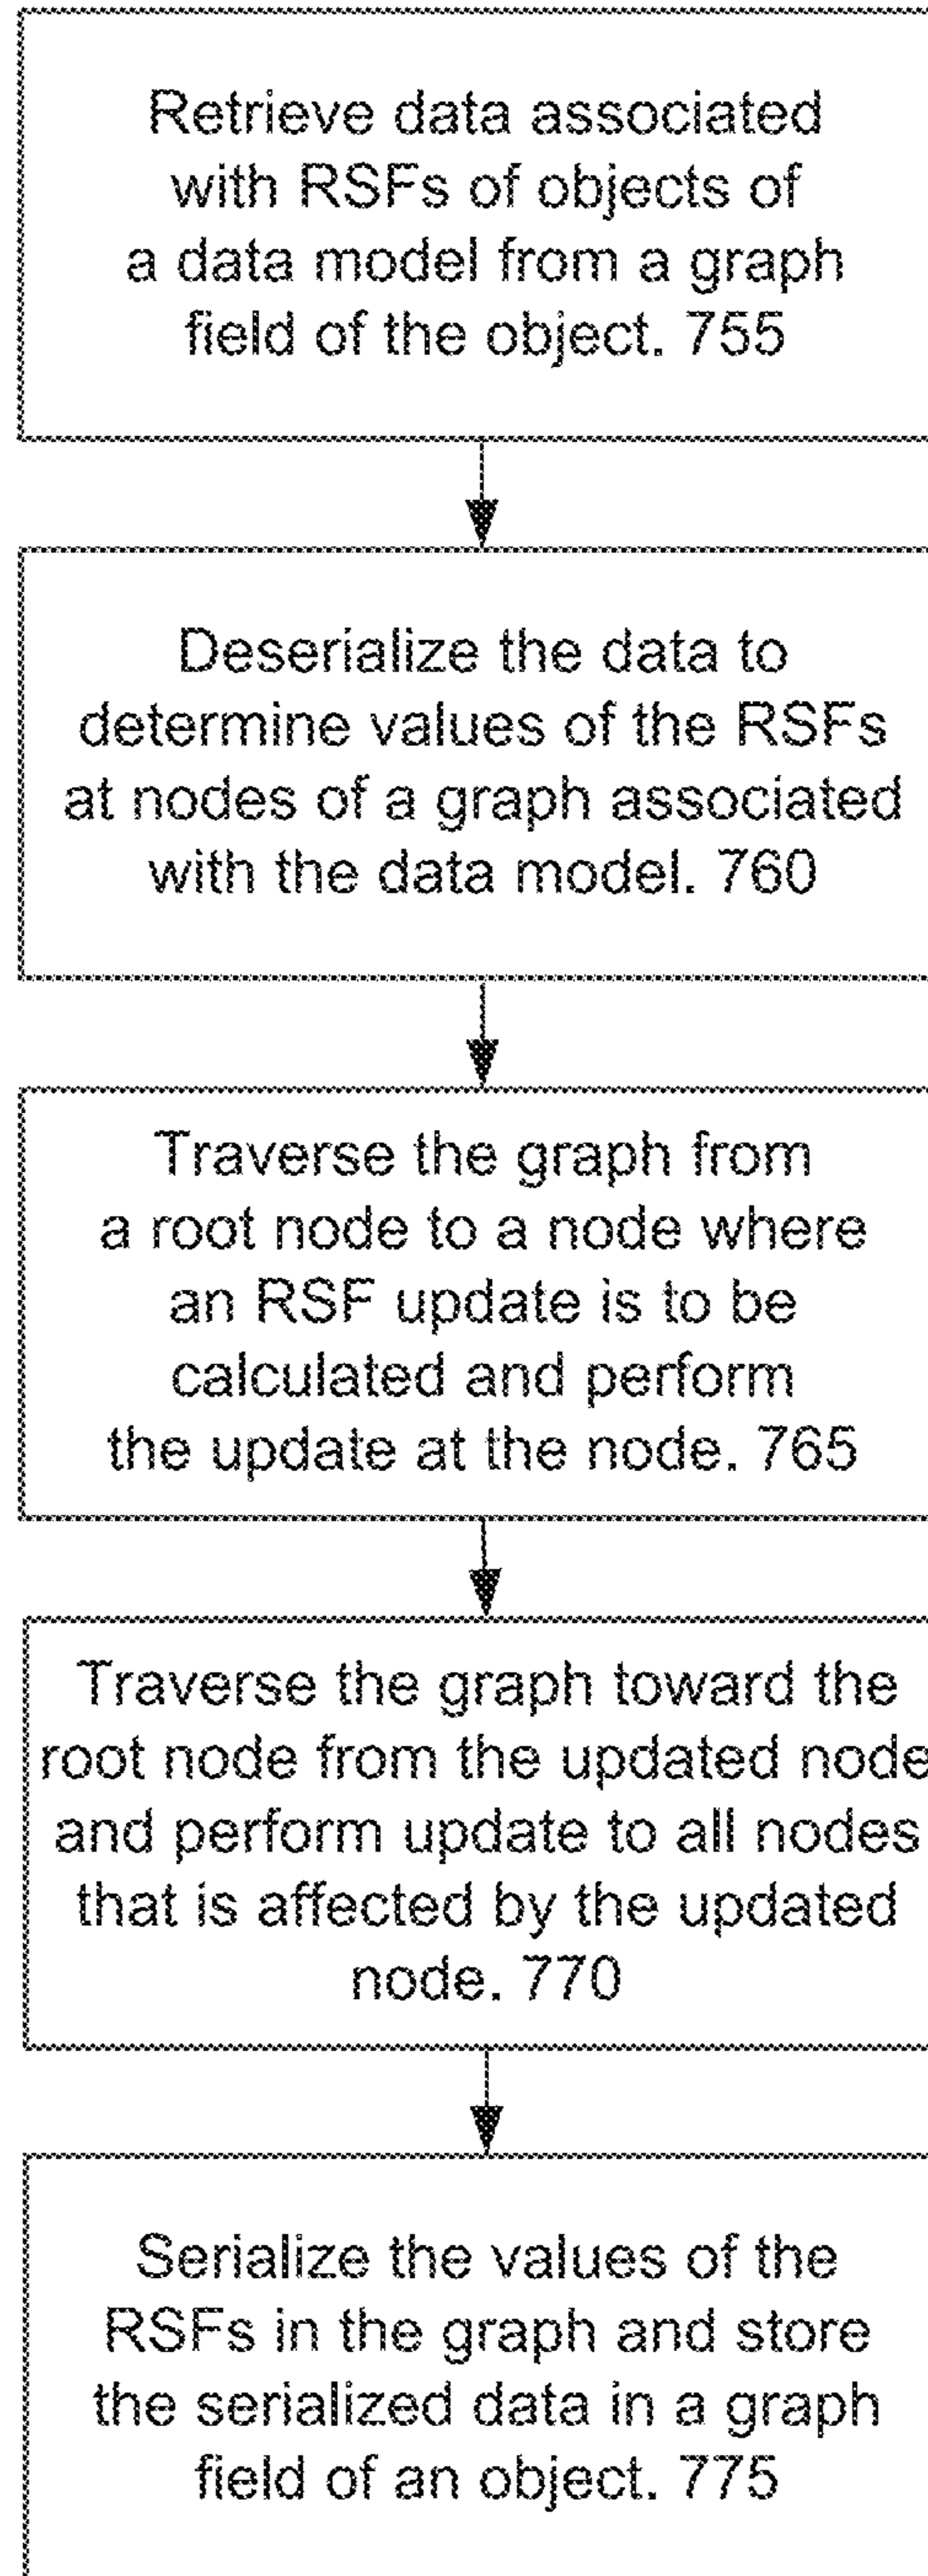 Retrieve data associated
with RSFs of objects of
a data model from a graph
field of the object. 755
Deserialize the data to
determine values of the RSFs
at nodes of a graph associated
with the data model. 760
Traverse the graph from
a root node to a node where
an RSF update is to be
calculated and perform
the update at the node. 765
Traverse the graph toward the
root node from the updated node
and perform update to all nodes
that is affected by the updated
node. 770
Serialize the values of the
RSFs in the graph and store
the serialized data in a graph
field of an object. 775